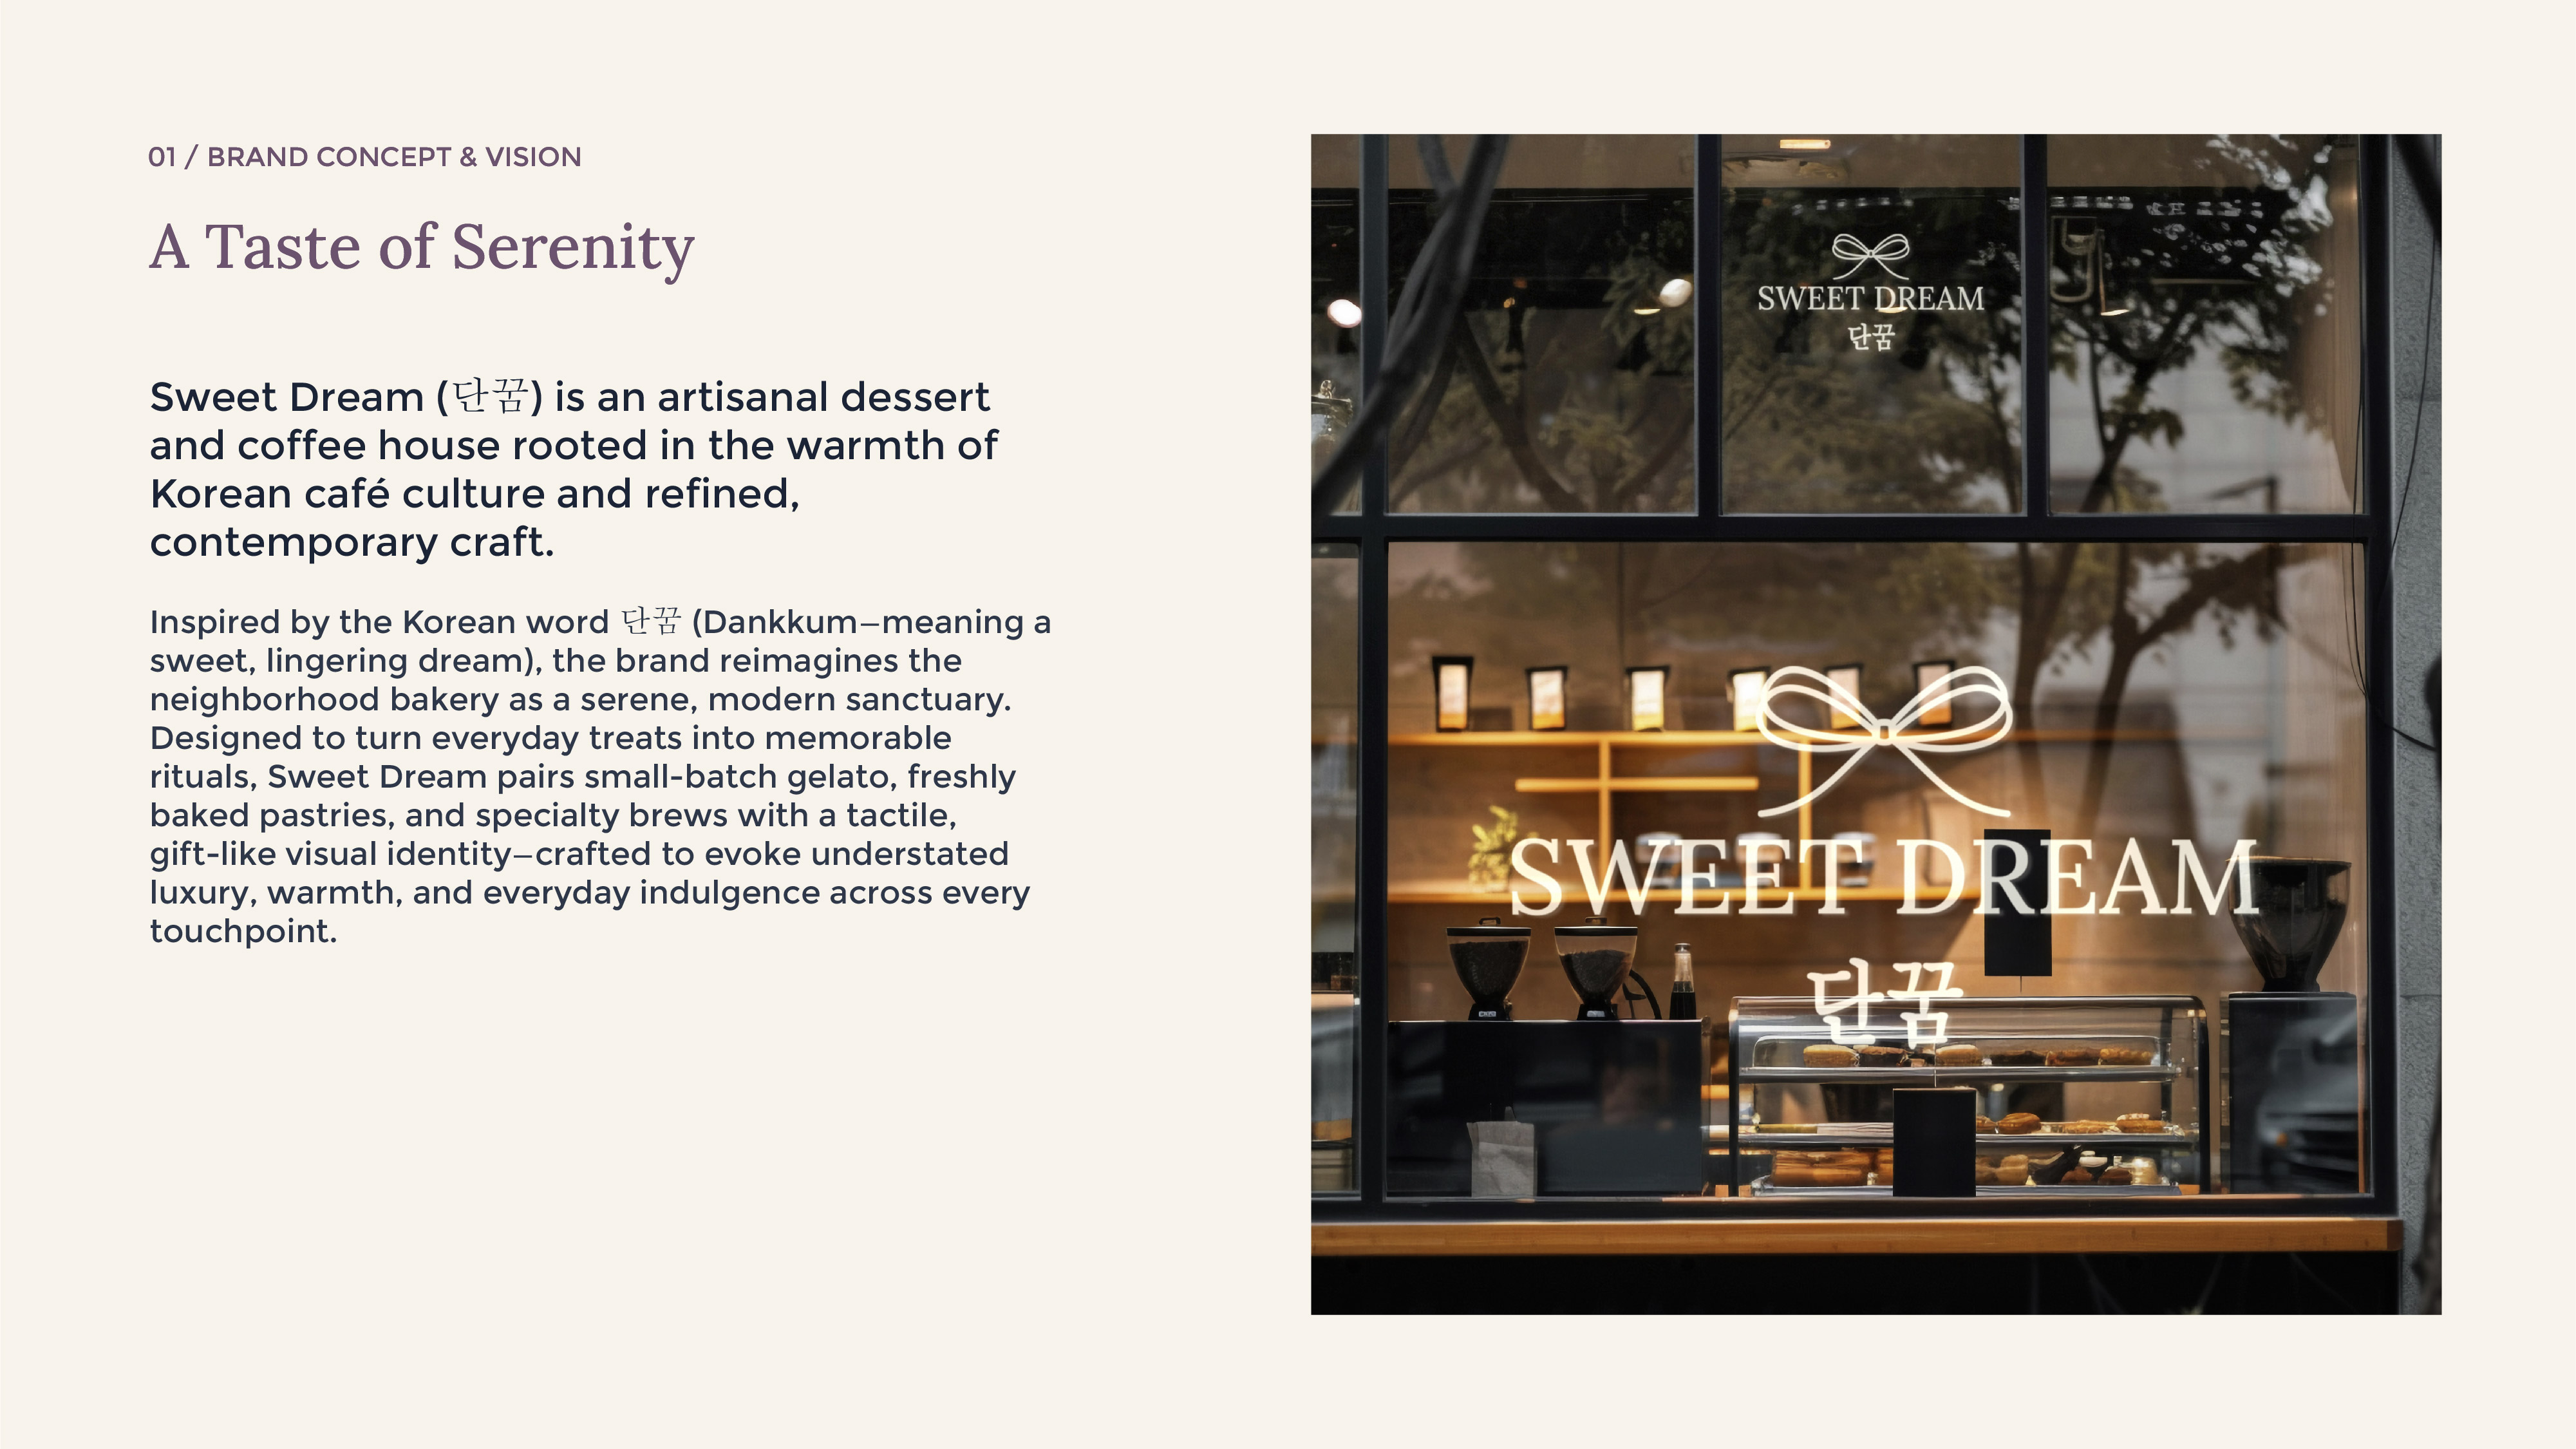 01 / BRAND CONCEPT & VISION
A Taste of Serenity
Sweet Dream (단꿈) is an artisanal dessert
and coffee house rooted in the warmth of
Korean café culture and refined,
contemporary craft.
Inspired by the Korean word 단꿈 (Dankkum—meaning a
sweet, lingering dream), the brand reimagines the
neighborhood bakery as a serene, modern sanctuary.
Designed to turn everyday treats into memorable
rituals, Sweet Dream pairs small-batch gelato, freshly
baked pastries, and specialty brews with a tactile,
gift-like visual identity—crafted to evoke understated
luxury, warmth, and everyday indulgence across every
touchpoint.
SWEET DREAM
단꿈
SWEET DREAM
단꿈